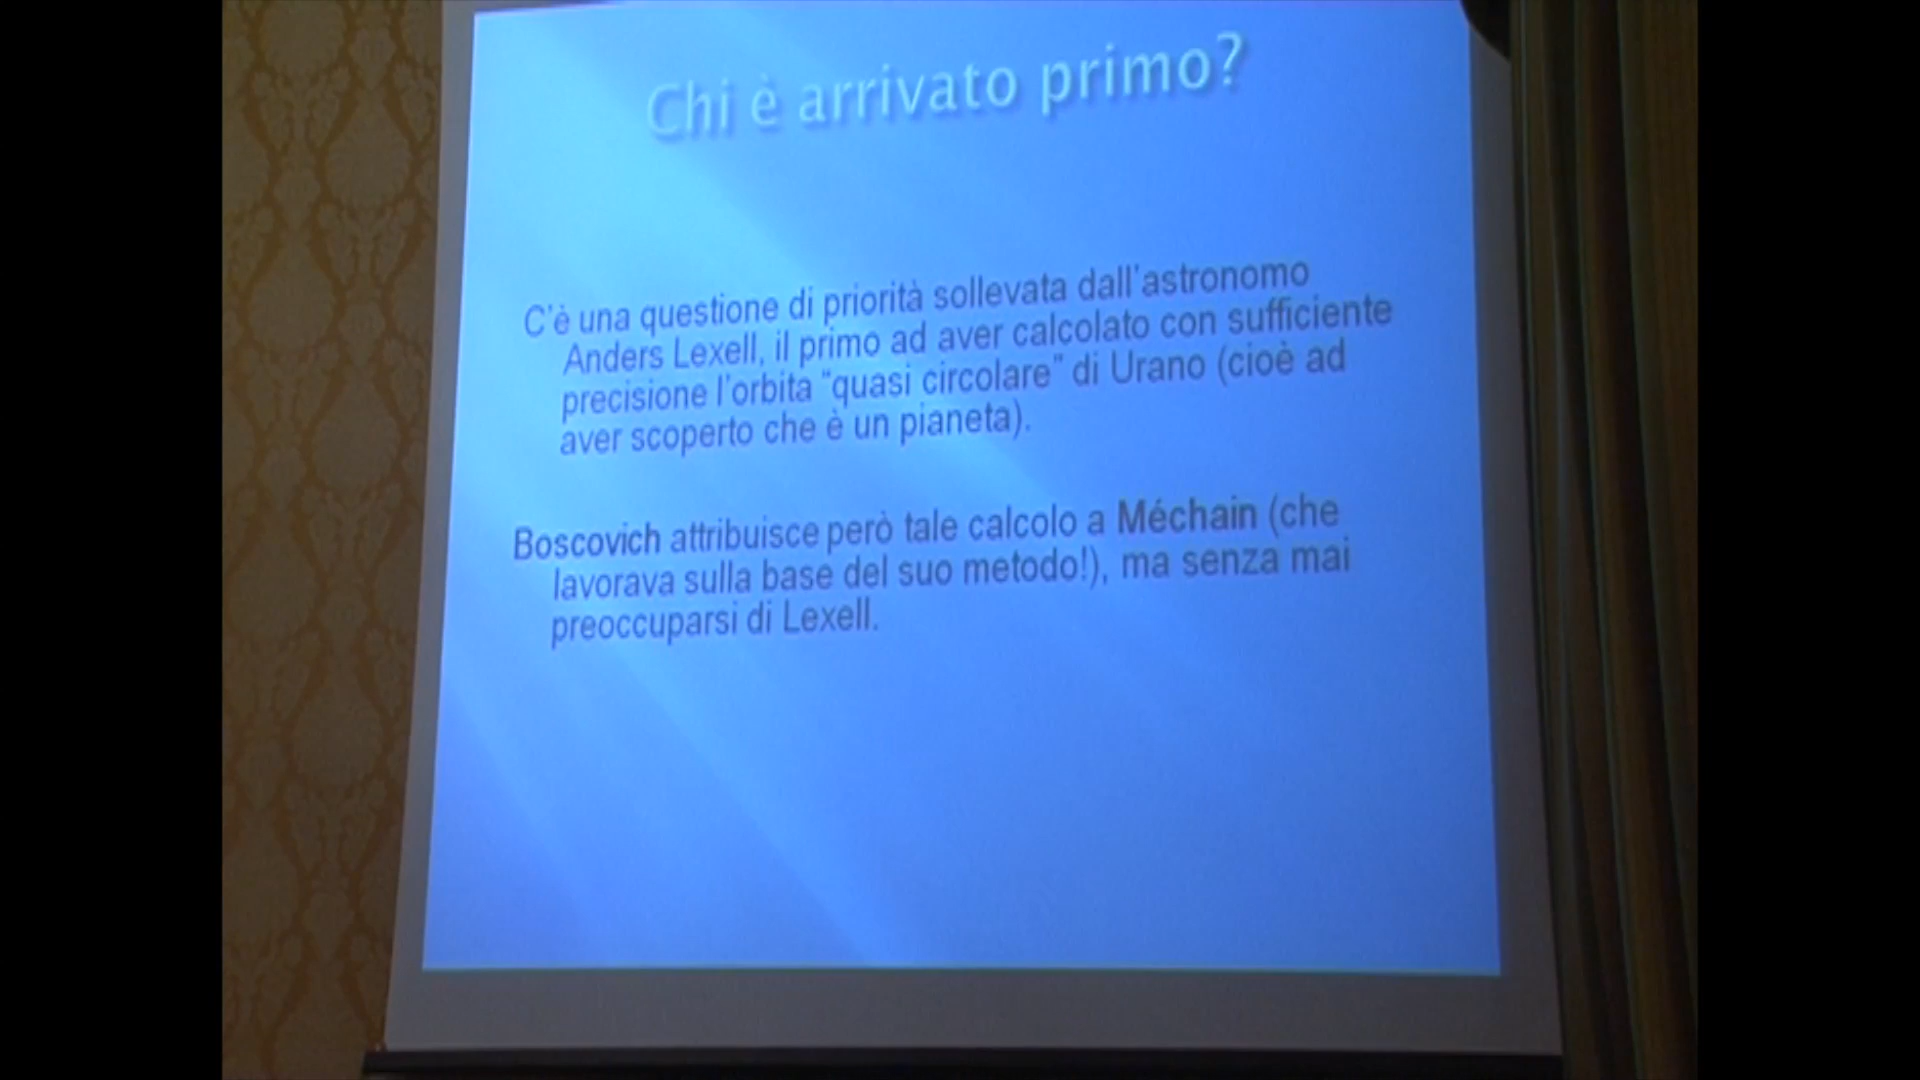 Chi è arrivato primo?
C'è una questione di priorità sollevata dall'astronomo
Anders Lexell, il primo ad aver calcolato con sufficiente
precisione l'orbita "quasi circolare" di Urano (cioè ad
aver scoperto che è un pianeta).
Boscovich attribuisce però tale calcolo a Méchain (che
lavorava sulla base del suo metodo!), ma senza mai
preoccuparsi di Lexell.